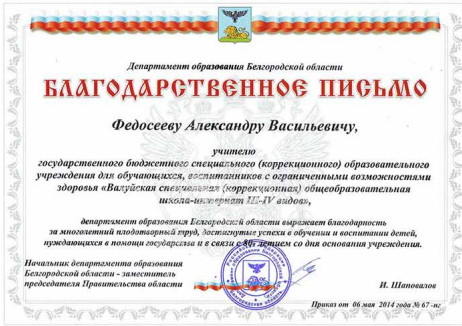 Департамент образования Белгородской области
БЛАГОДАРСТВЕННОЕ ПИСЬМО
Федосееву Александру Васильевичу,
учителю
государственного бюджетного специального (коррекционного) образовательного
учреждения для обучающихся, воспитанников с ограниченными возможностями
здоровья «Валуйская специальная (коррекционная) общеобразовательная
школа-интернат III-IV видов»,
департамент образования Белгородской области выражает благодарность
за многолетний плодотворный труд, достигнутые успехи в обучении и воспитании детей,
нуждающихся в помощи государства и в связи с 80-летием со дня основания учреждения.
Начальник департамента образования
Белгородской области - заместитель
председателя Правительства области
И. Шаповалов
Приказ от 06 мая 2014 года № 67-нг